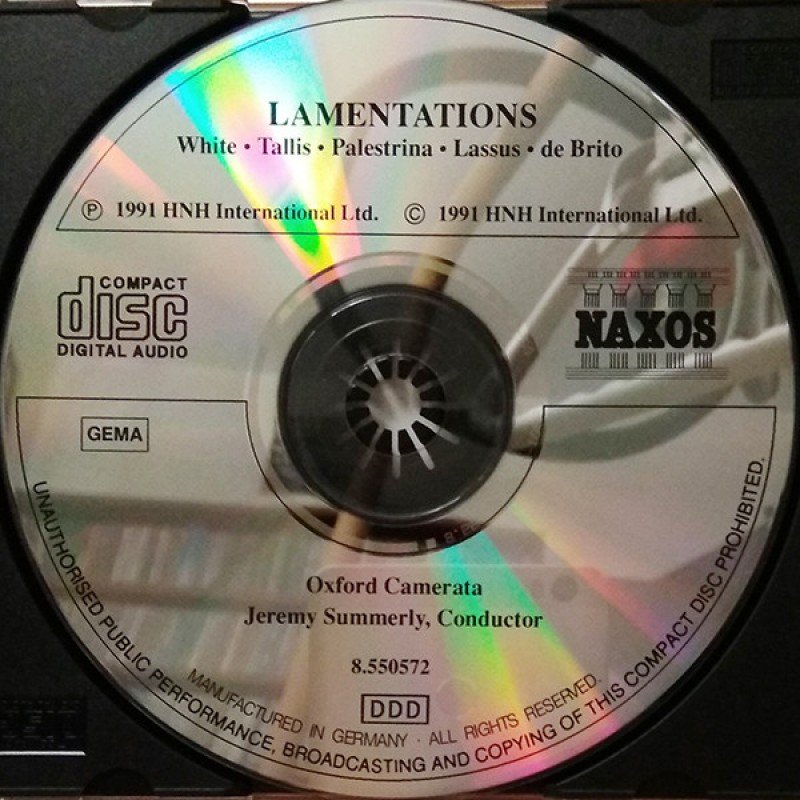 LAMENTATIONS
White • Tallis • Palestrina • Lassus • de Brito
℗ 1991 HNH International Ltd. © 1991 HNH International Ltd.
COMPACT
disc
DIGITAL AUDIO
NAXOS
GEMA
Oxford Camerata
Jeremy Summerly, Conductor
8.550572
DDD
MANUFACTURED IN GERMANY · ALL RIGHTS RESERVED.
UNAUTHORISED PUBLIC PERFORMANCE, BROADCASTING AND COPYING OF THIS COMPACT DISC PROHIBITED.